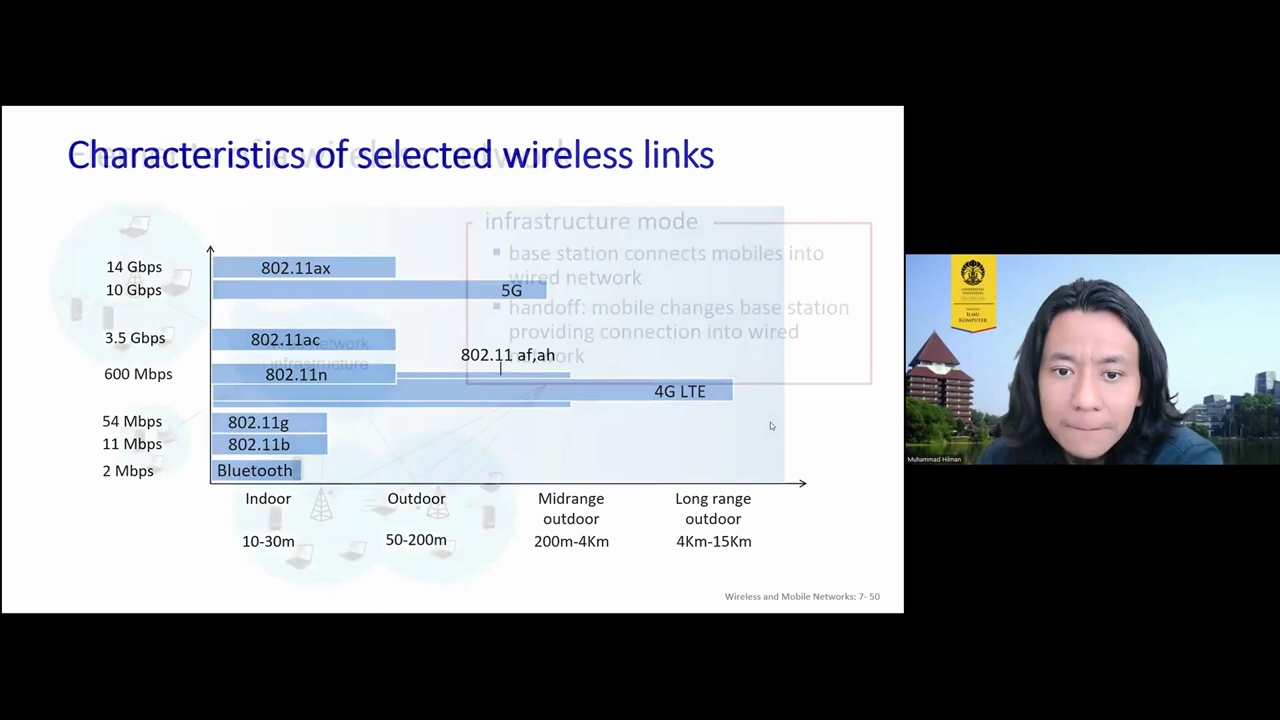 Characteristics of selected wireless links
infrastructure mode
base station connects mobiles into
wired network
handoff: mobile changes base station
providing connection into wired
14 Gbps
802.11ax
10 Gbps
5G
3.5 Gbps
802.11ac
802.11 af,ah
600 Mbps
802.11n
4G LTE
54 Mbps
802.11g
11 Mbps
802.11b
2 Mbps
Bluetooth
Indoor
Outdoor
Midrange
outdoor
Long range
outdoor
10-30m
50-200m
200m-4Km
4Km-15Km
Wireless and Mobile Networks: 7- 50
ILMU
KOMPUTER
Muhammad Hilman